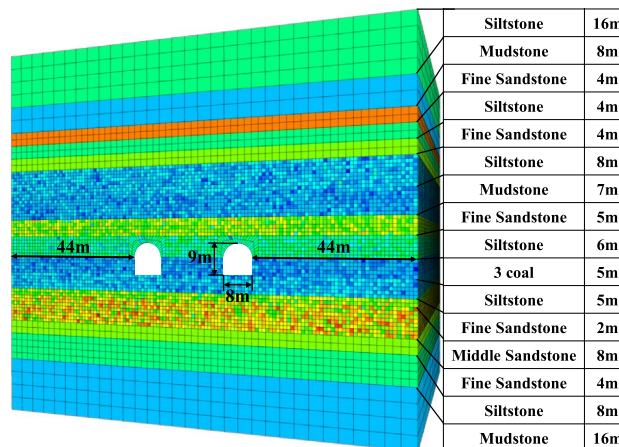 Siltstone 16m
Mudstone 8m
Fine Sandstone 4m
Siltstone 4m
Fine Sandstone 4m
Siltstone 8m
Mudstone 7m
Fine Sandstone 5m
Siltstone 6m
3 coal 5m
Siltstone 5m
Fine Sandstone 2m
Middle Sandstone 8m
Fine Sandstone 4m
Siltstone 8m
Mudstone 16m
44m
9m
44m
8m